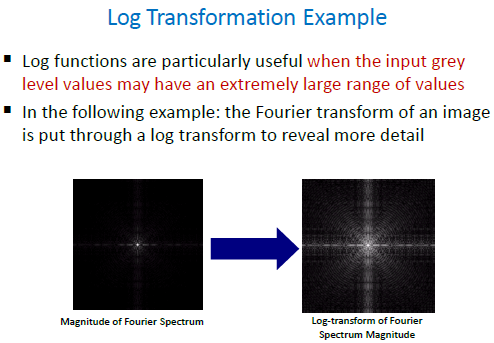 Log Transformation Example
▪ Log functions are particularly useful when the input grey
level values may have an extremely large range of values
▪ In the following example: the Fourier transform of an image
is put through a log transform to reveal more detail
Magnitude of Fourier Spectrum
Log-transform of Fourier
Spectrum Magnitude